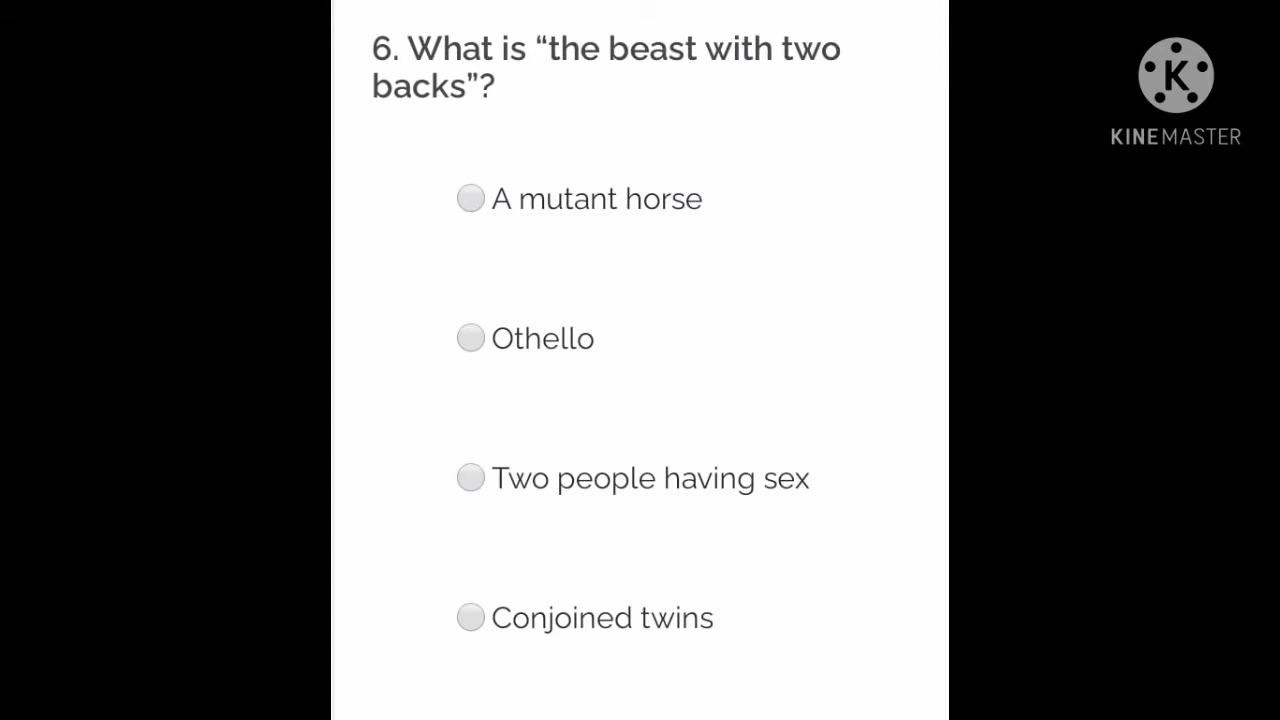 6. What is “the beast with two
backs”?
A mutant horse
Othello
Two people having sex
Conjoined twins
K
KINEMASTER